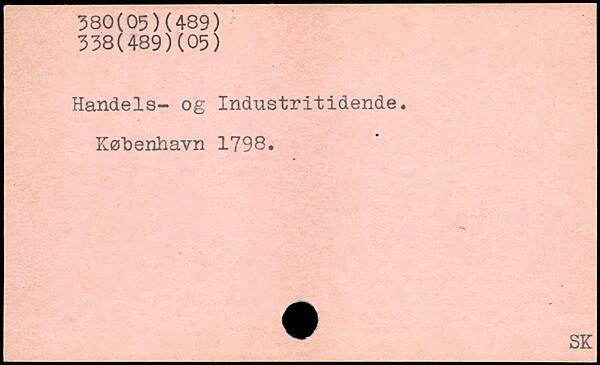 380(05)(489)
338(489)(05)
Handels- og Industritidende.
København 1798.
SK